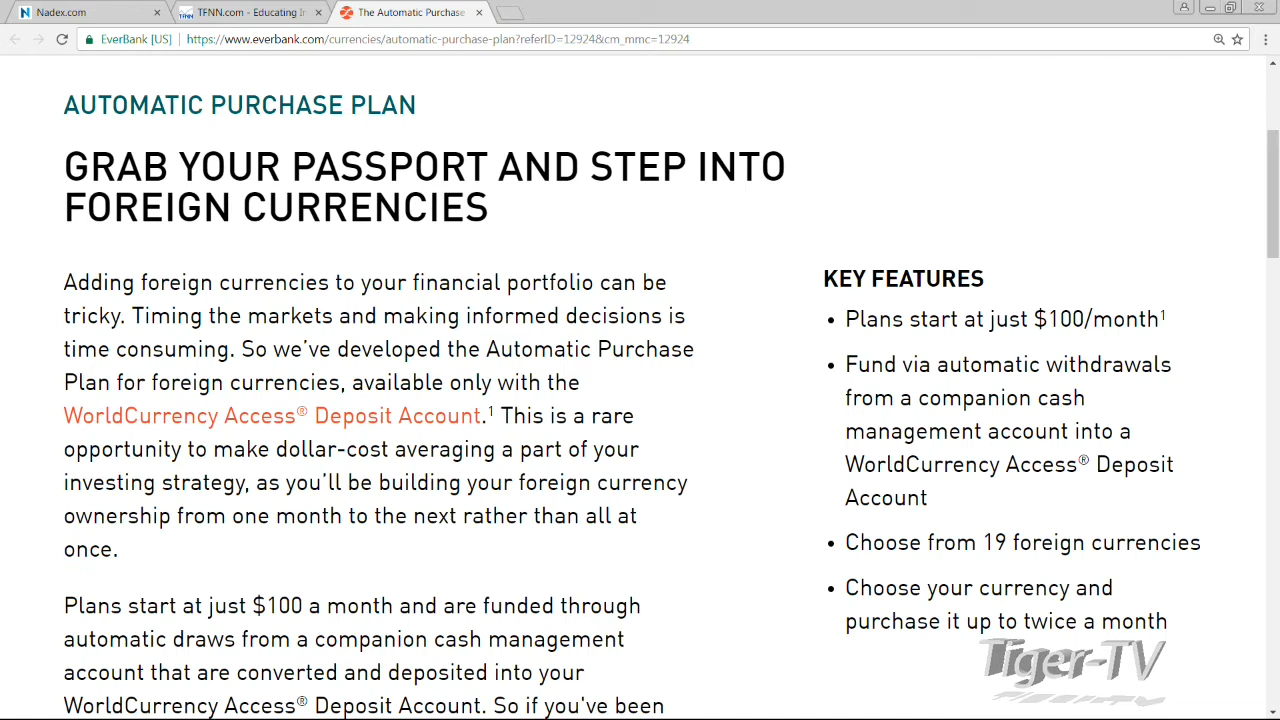 Nadex.com
TFNN.com - Educating In
The Automatic Purchase
EverBank [US]
https://www.everbank.com/currencies/automatic-purchase-plan?referID=12924&cm_mmc=12924
AUTOMATIC PURCHASE PLAN
GRAB YOUR PASSPORT AND STEP INTO
FOREIGN CURRENCIES
Adding foreign currencies to your financial portfolio can be
tricky. Timing the markets and making informed decisions is
time consuming. So we’ve developed the Automatic Purchase
Plan for foreign currencies, available only with the
WorldCurrency Access® Deposit Account.¹ This is a rare
opportunity to make dollar-cost averaging a part of your
investing strategy, as you’ll be building your foreign currency
ownership from one month to the next rather than all at
once.
Plans start at just $100 a month and are funded through
automatic draws from a companion cash management
account that are converted and deposited into your
WorldCurrency Access® Deposit Account. So if you've been
KEY FEATURES
• Plans start at just $100/month¹
• Fund via automatic withdrawals
from a companion cash
management account into a
WorldCurrency Access® Deposit
Account
• Choose from 19 foreign currencies
• Choose your currency and
purchase it up to twice a month
Tiger-TV